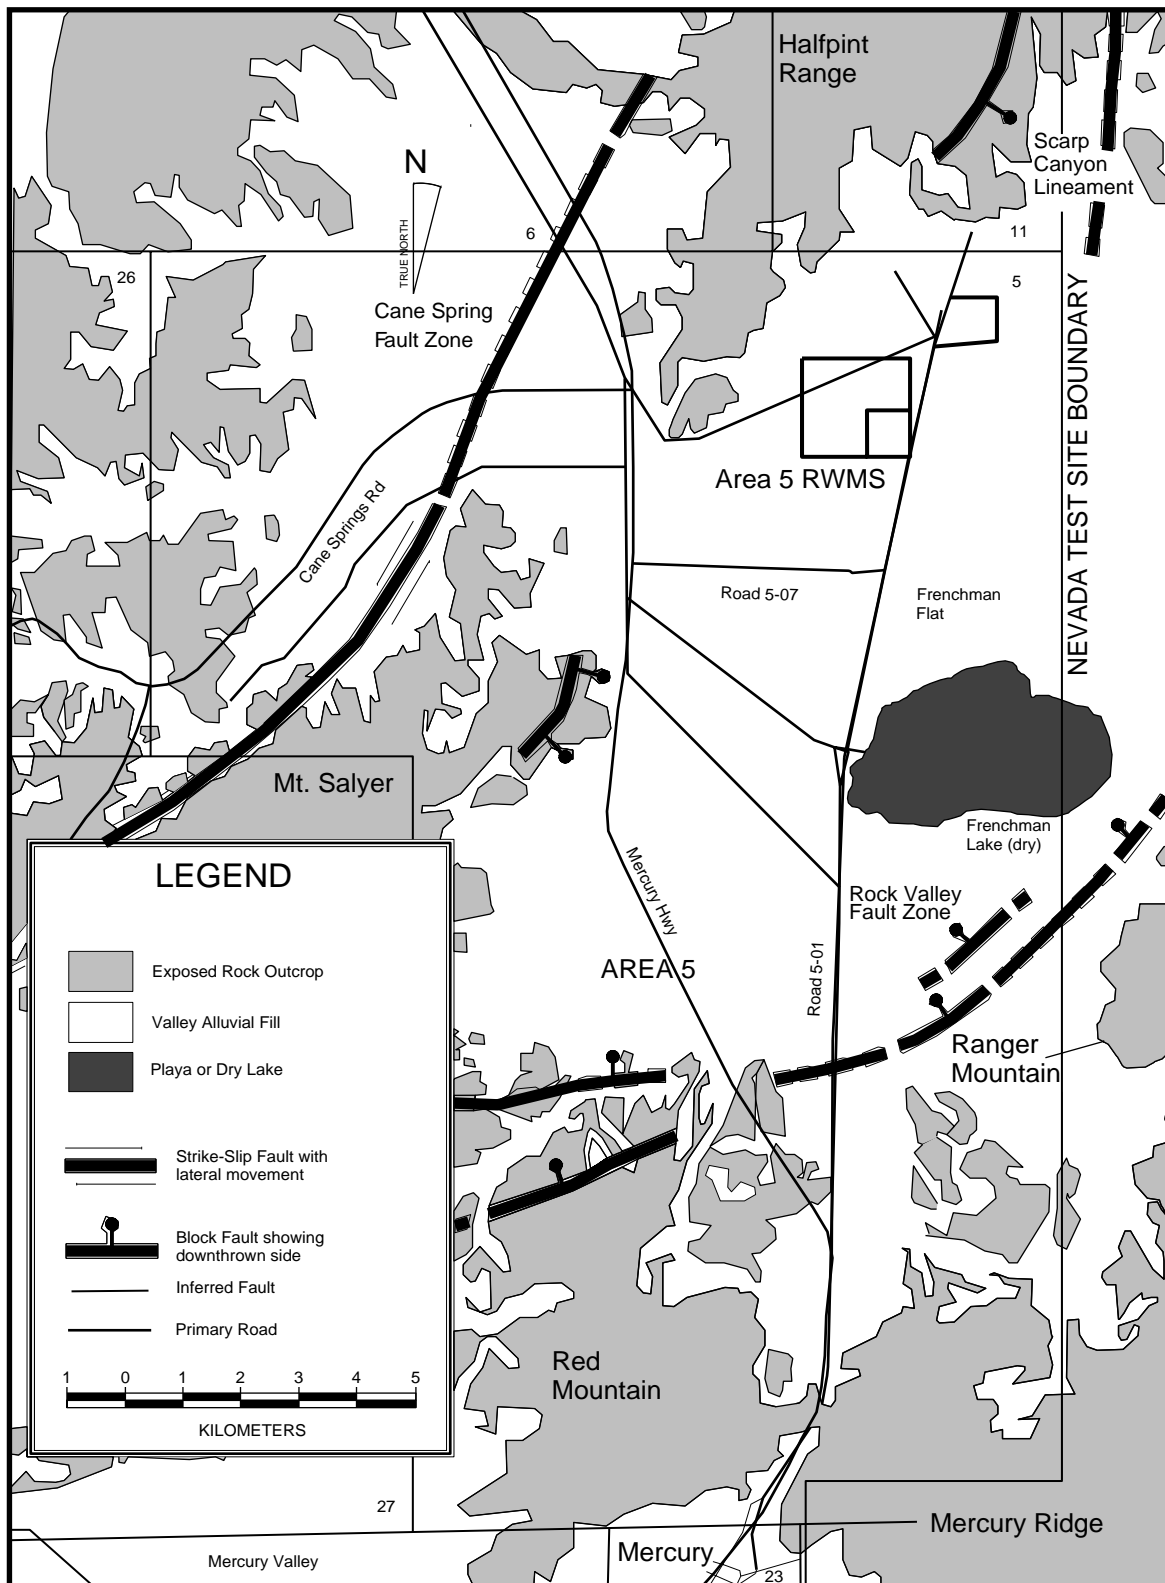 Halfpint
Range
Scarp
Canyon
Lineament
N
TRUE NORTH
6
11
26
5
Cane Spring
Fault Zone
NEVADA TEST SITE BOUNDARY
Area 5 RWMS
Cane Springs Rd
Road 5-07
Frenchman
Flat
Mt. Salyer
Frenchman
Lake (dry)
Mercury Hwy
Rock Valley
Fault Zone
AREA 5
Road 5-01
Ranger
Mountain
LEGEND
Exposed Rock Outcrop
Valley Alluvial Fill
Playa or Dry Lake
Strike-Slip Fault with
lateral movement
Block Fault showing
downthrown side
Inferred Fault
Primary Road
1 0 1 2 3 4 5
KILOMETERS
Red
Mountain
27
Mercury Ridge
Mercury
Mercury Valley
23